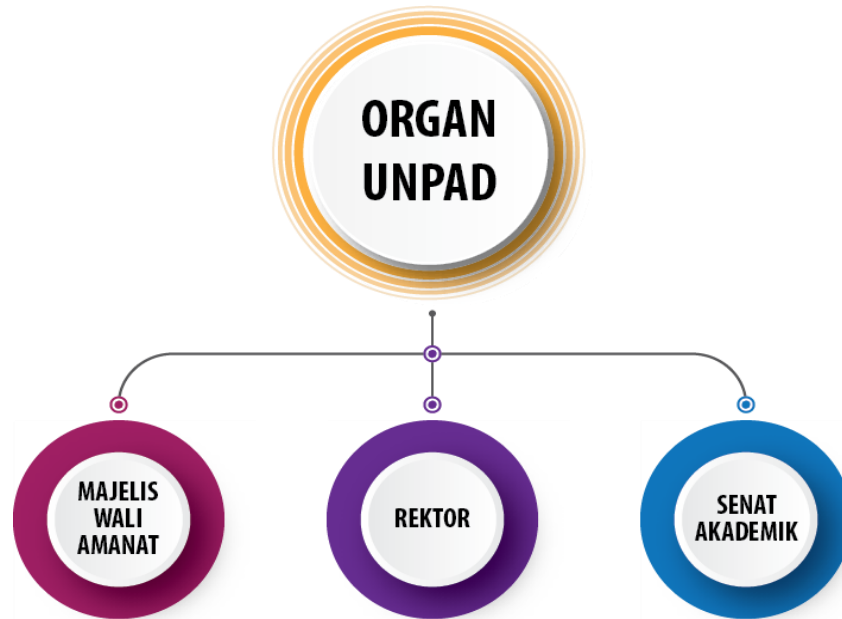 ORGAN
UNPAD
MAJELIS
WALI
AMANAT
REKTOR
SENAT
AKADEMIK